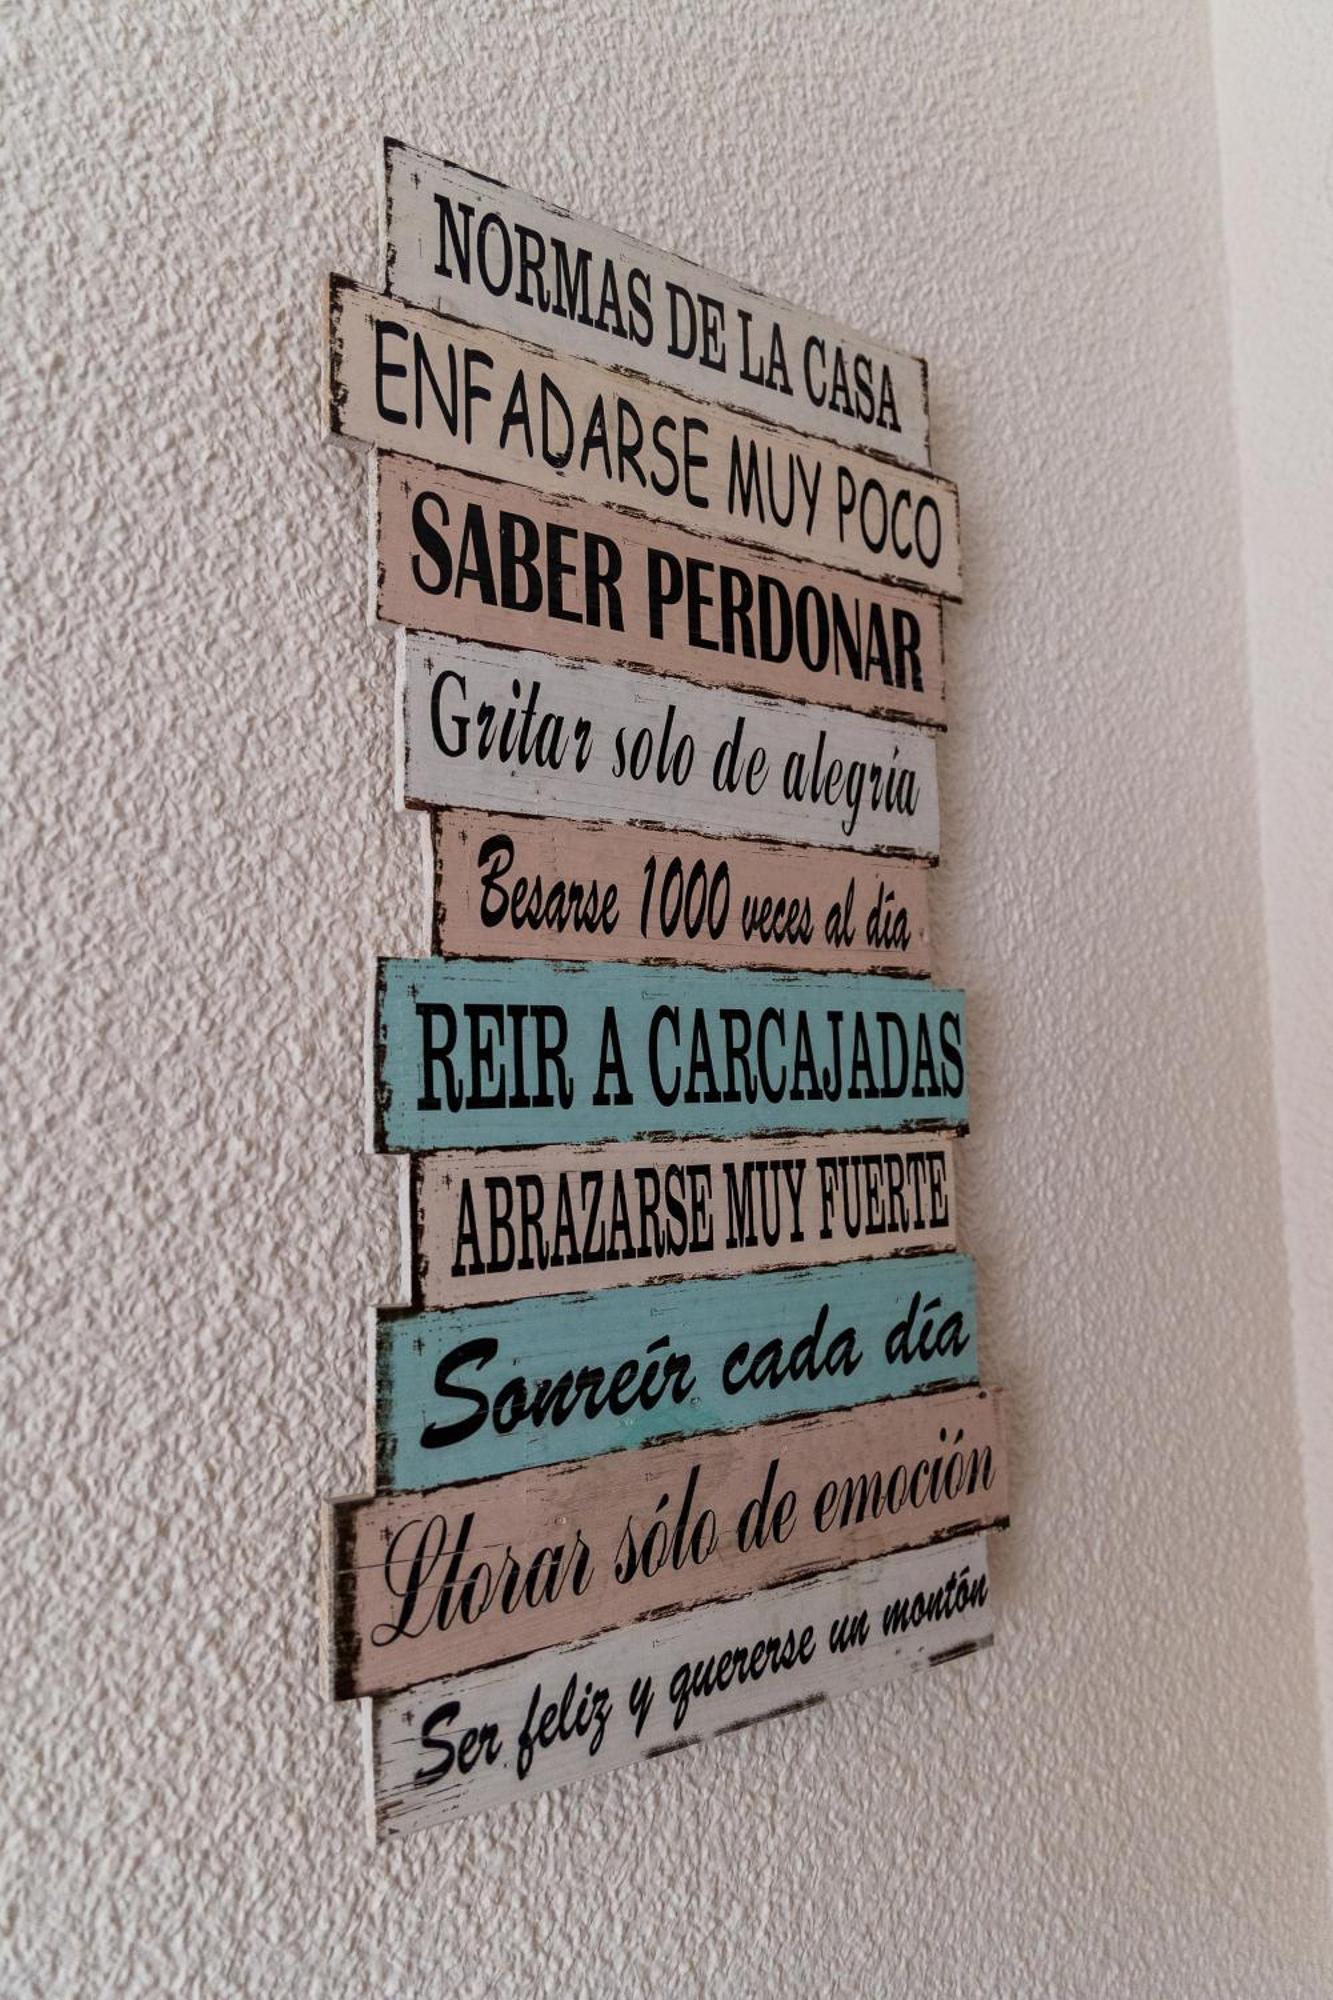 NORMAS DE LA CASA
ENFADARSE MUY POCO
SABER PERDONAR
Gritar solo de alegría
Besarse 1000 veces al día
REIR A CARCAJADAS
ABRAZARSE MUY FUERTE
Sonreír cada día
Llorar sólo de emoción
Ser feliz y quererse un montón